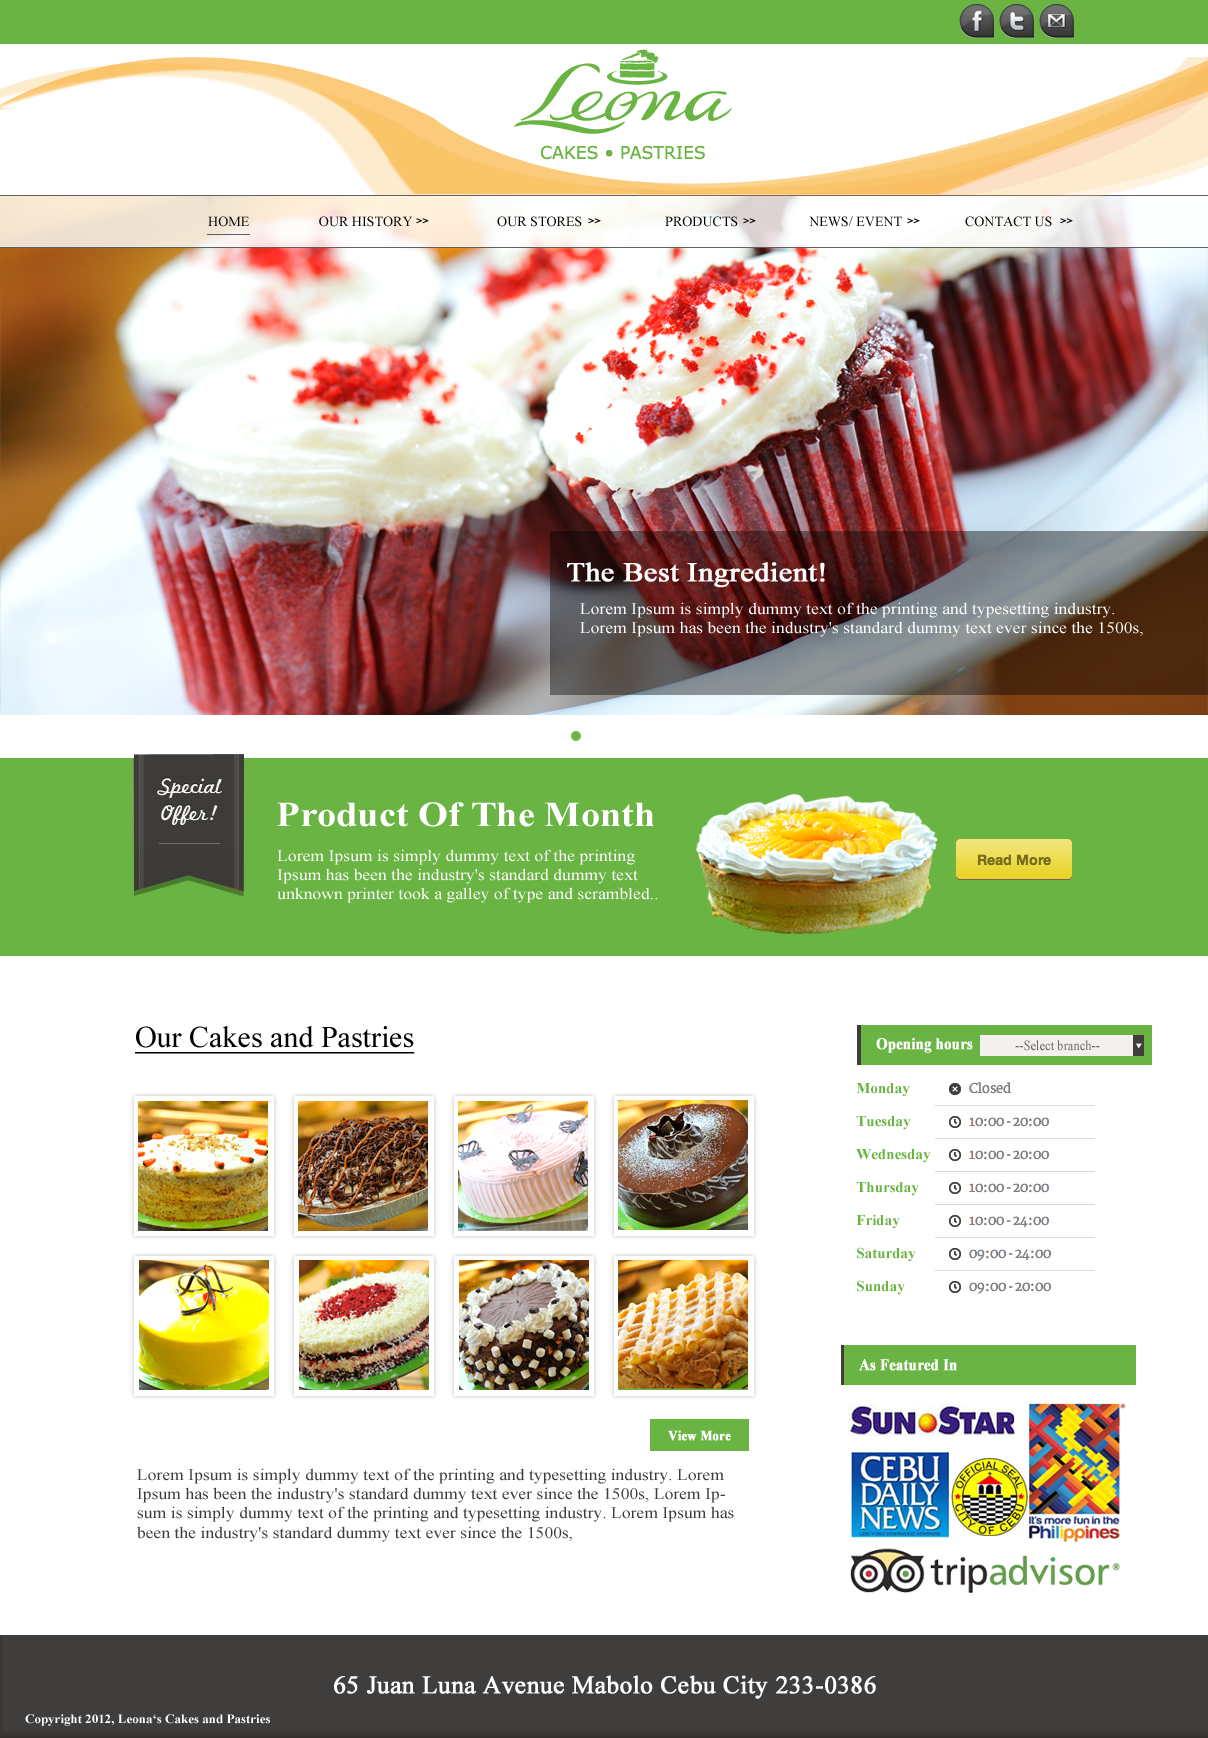 Leona
CAKES • PASTRIES
HOME
OUR HISTORY >>
OUR STORES >>
PRODUCTS >>
NEWS/ EVENT >>
CONTACT US >>
The Best Ingredient!
Lorem Ipsum is simply dummy text of the printing and typesetting industry.
Lorem Ipsum has been the industry's standard dummy text ever since the 1500s,
Special
Offer!
Product Of The Month
Lorem Ipsum is simply dummy text of the printing
Ipsum has been the industry's standard dummy text
unknown printer took a galley of type and scrambled..
Read More
Our Cakes and Pastries
View More
Lorem Ipsum is simply dummy text of the printing and typesetting industry. Lorem
Ipsum has been the industry's standard dummy text ever since the 1500s, Lorem Ip-
sum is simply dummy text of the printing and typesetting industry. Lorem Ipsum has
been the industry's standard dummy text ever since the 1500s,
Opening hours --Select branch--
Monday Closed
Tuesday 10:00 - 20:00
Wednesday 10:00 - 20:00
Thursday 10:00 - 20:00
Friday 10:00 - 24:00
Saturday 09:00 - 24:00
Sunday 09:00 - 20:00
As Featured In
SUN STAR
CEBU
DAILY
NEWS
OFFICIAL SEAL
CITY OF CEBU
It's more fun in the
Philippines
tripadvisor®
65 Juan Luna Avenue Mabolo Cebu City 233-0386
Copyright 2012, Leona's Cakes and Pastries